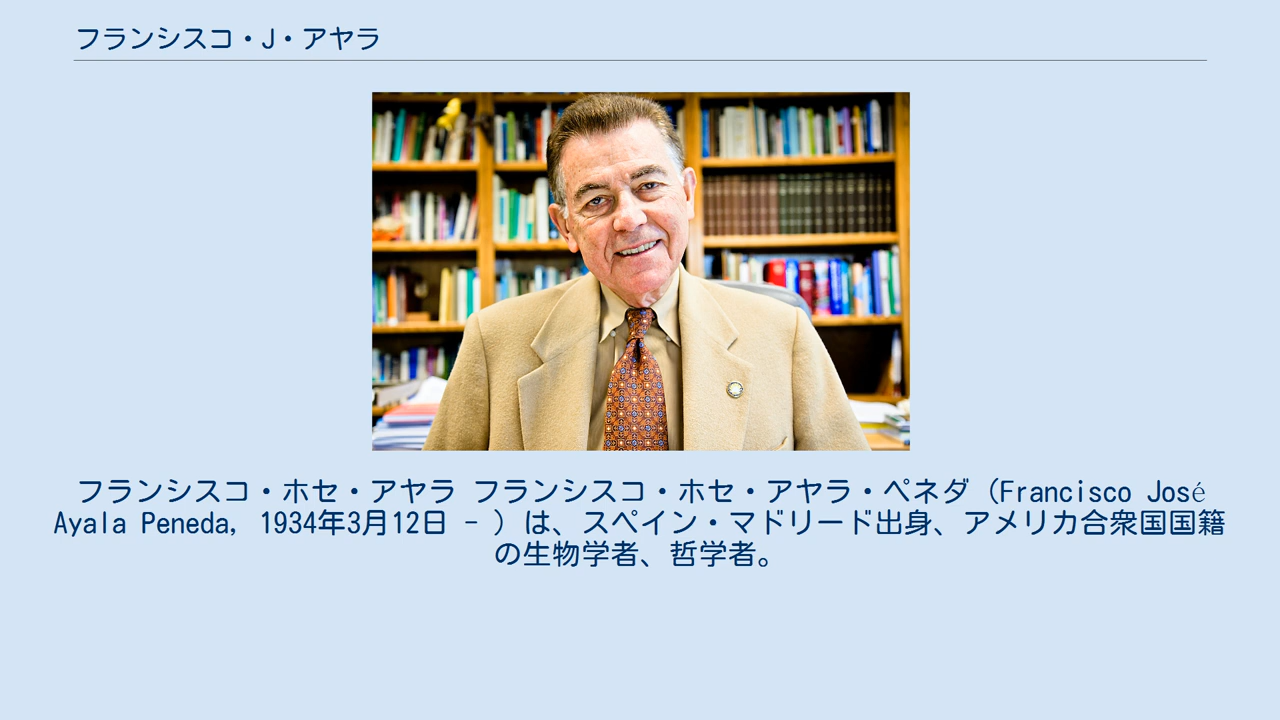 フランシスコ・J・アヤラ
フランシスコ・ホセ・アヤラ フランシスコ・ホセ・アヤラ・ペネダ（Francisco José
Ayala Peneda, 1934年3月12日 - ）は、スペイン・マドリード出身、アメリカ合衆国国籍
の生物学者、哲学者。